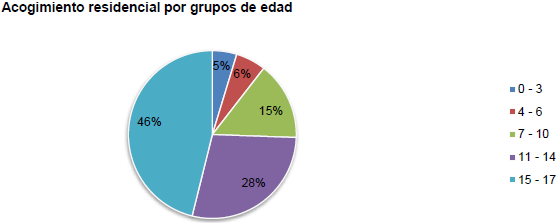 Acogimiento residencial por grupos de edad
5%
6%
15%
28%
46%
0 - 3
4 - 6
7 - 10
11 - 14
15 - 17